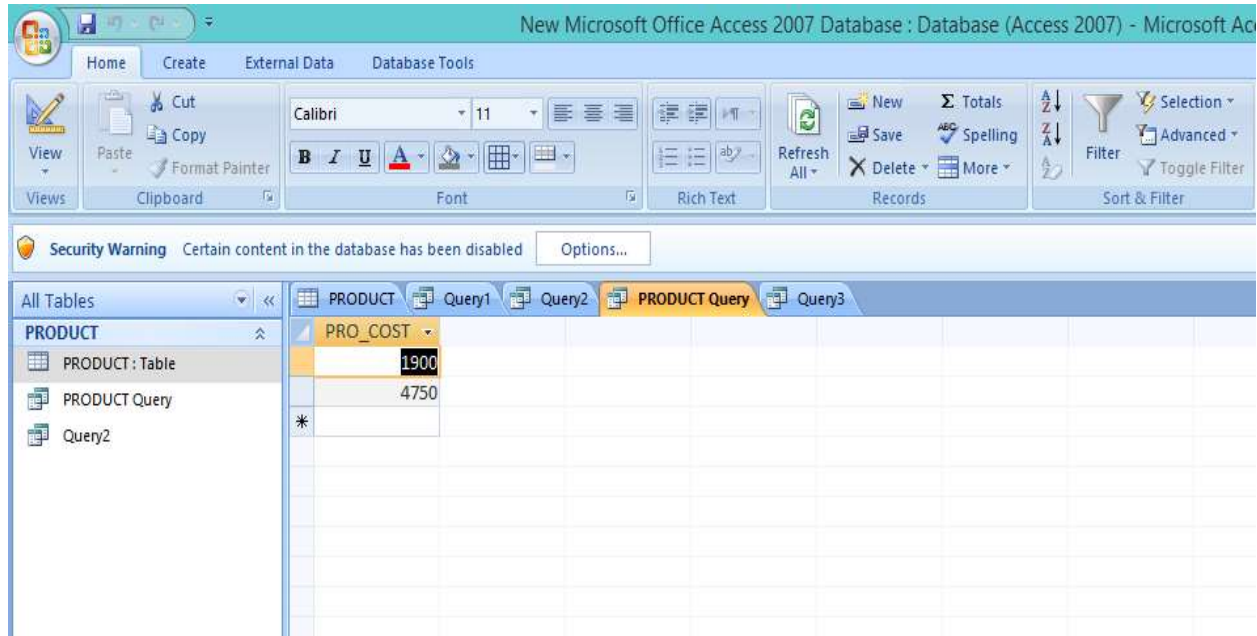 New Microsoft Office Access 2007 Database : Database (Access 2007) - Microsoft Acc
Home Create External Data Database Tools
View
Views
Paste
Cut
Copy
Format Painter
Clipboard
Calibri 11
B I U A
Font
Rich Text
Refresh
All
New Σ Totals
Save Spelling
Delete More
Records
Filter
Selection
Advanced
Toggle Filter
Sort & Filter
Security Warning Certain content in the database has been disabled Options...
All Tables
PRODUCT
PRODUCT : Table
PRODUCT Query
Query2
PRODUCT Query1 Query2 PRODUCT Query Query3
PRO_COST
1900
4750